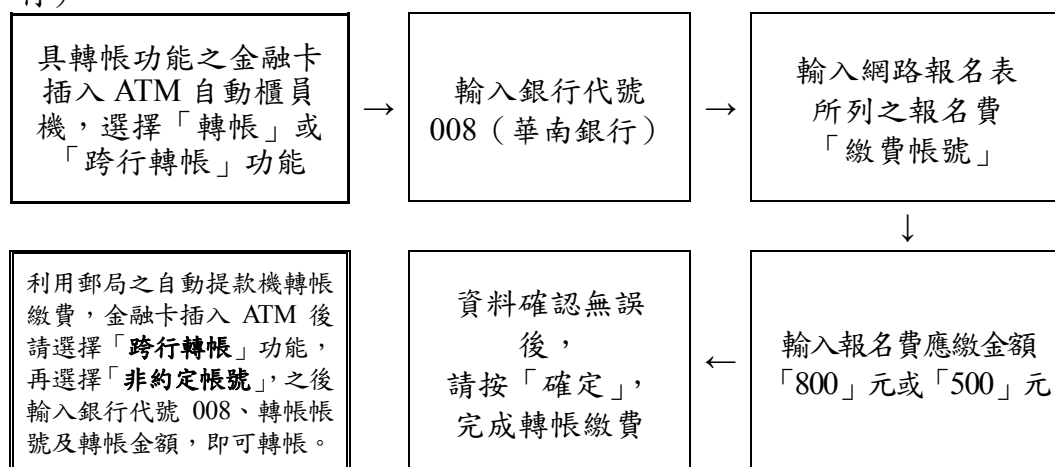 具轉帳功能之金融卡
插入 ATM 自動櫃員
機，選擇「轉帳」或
「跨行轉帳」功能
→
輸入銀行代號
008（華南銀行）
→
輸入網路報名表
所列之報名費
「繳費帳號」
↓
輸入報名費應繳金額
「800」元或「500」元
←
資料確認無誤
後，
請按「確定」，
完成轉帳繳費
利用郵局之自動提款機轉帳
繳費，金融卡插入 ATM 後
請選擇「跨行轉帳」功能，
再選擇「非約定帳號」，之後
輸入銀行代號 008、轉帳帳
號及轉帳金額，即可轉帳。